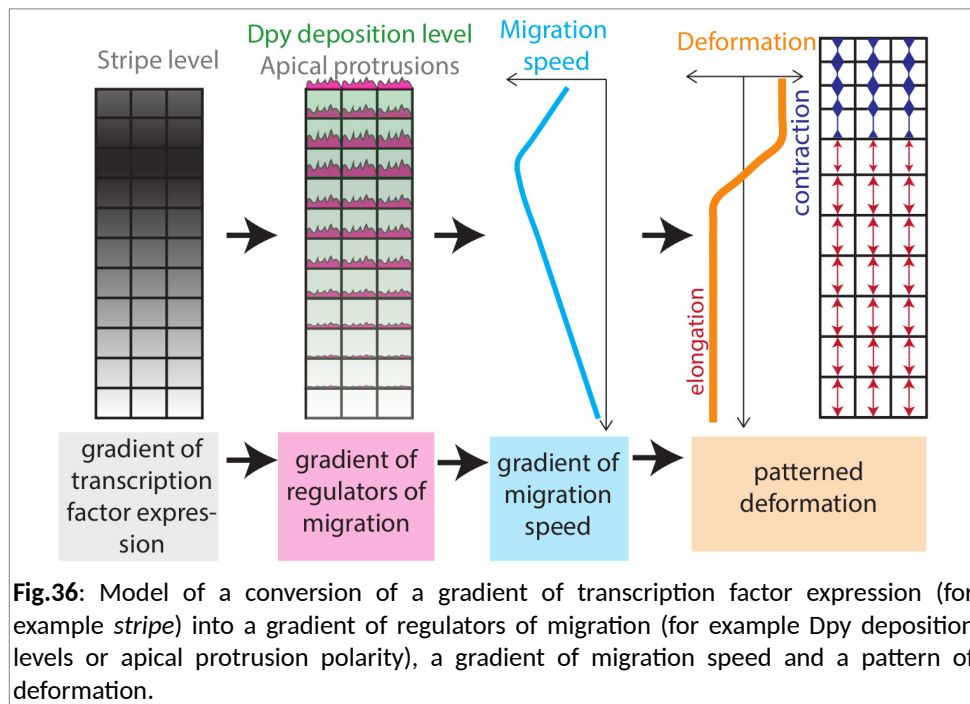 Stripe level
Dpy deposition level
Apical protrusions
Migration
speed
Deformation
contraction
elongation
gradient of
transcription
factor expres-
sion
gradient of
regulators of
migration
gradient of
migration
speed
patterned
deformation
Fig.36: Model of a conversion of a gradient of transcription factor expression (for
example stripe) into a gradient of regulators of migration (for example Dpy deposition
levels or apical protrusion polarity), a gradient of migration speed and a pattern of
deformation.